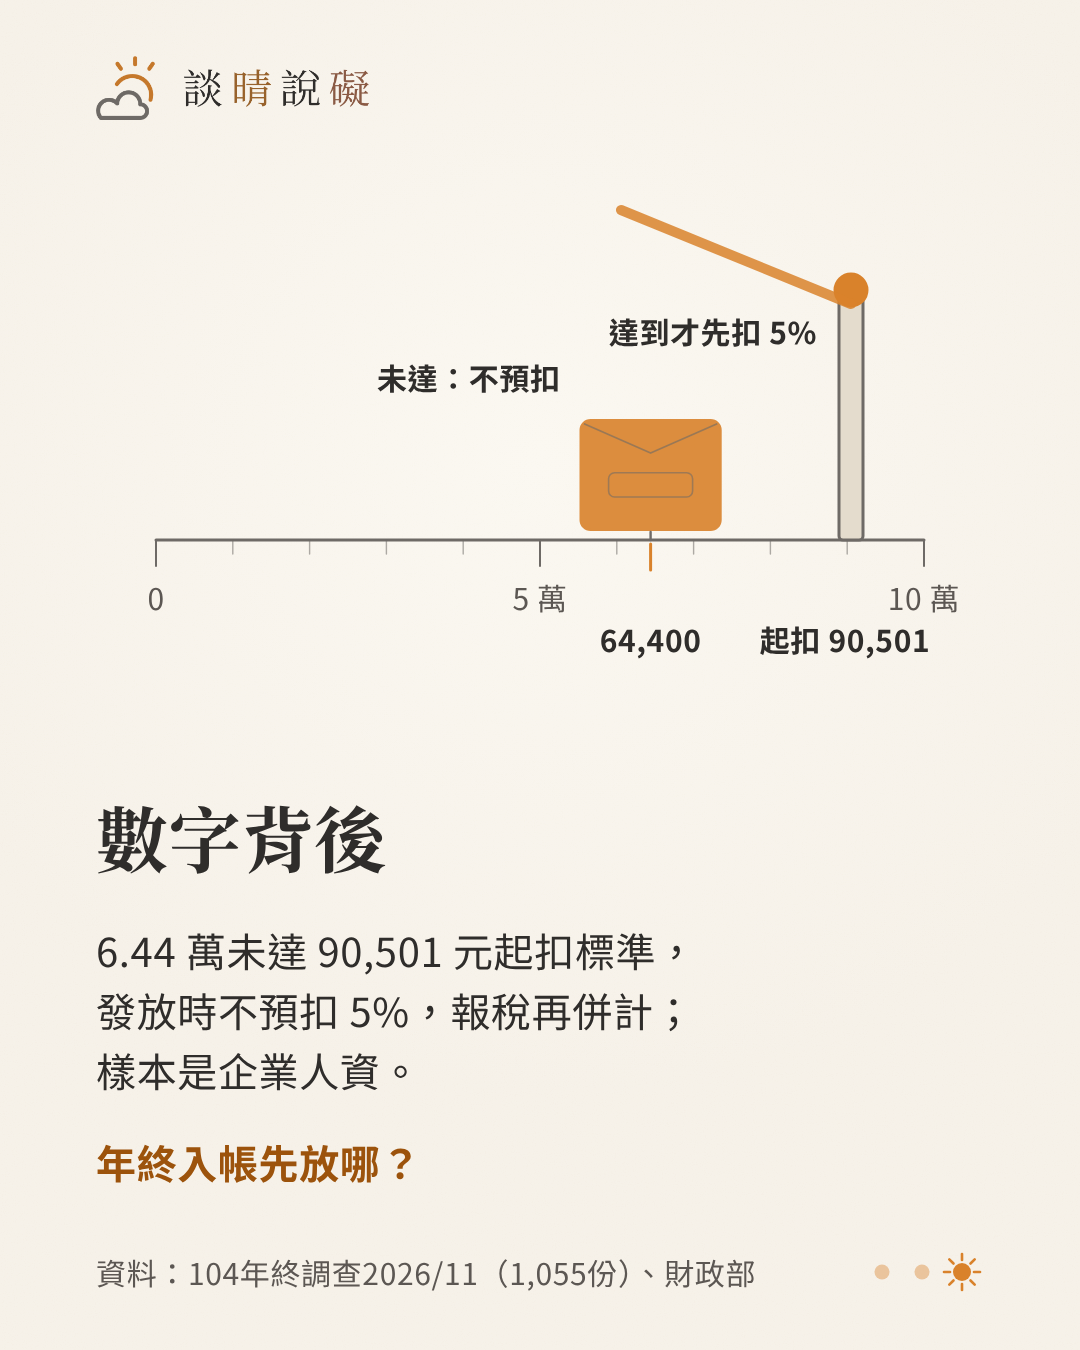 談晴說礙
達到才先扣 5%
未達：不預扣
0
5 萬
10 萬
64,400
起扣 90,501
數字背後
6.44 萬未達 90,501 元起扣標準，
發放時不預扣 5%，報稅再併計；
樣本是企業人資。
年終入帳先放哪？
資料：104年終調查2026/11（1,055份）、財政部